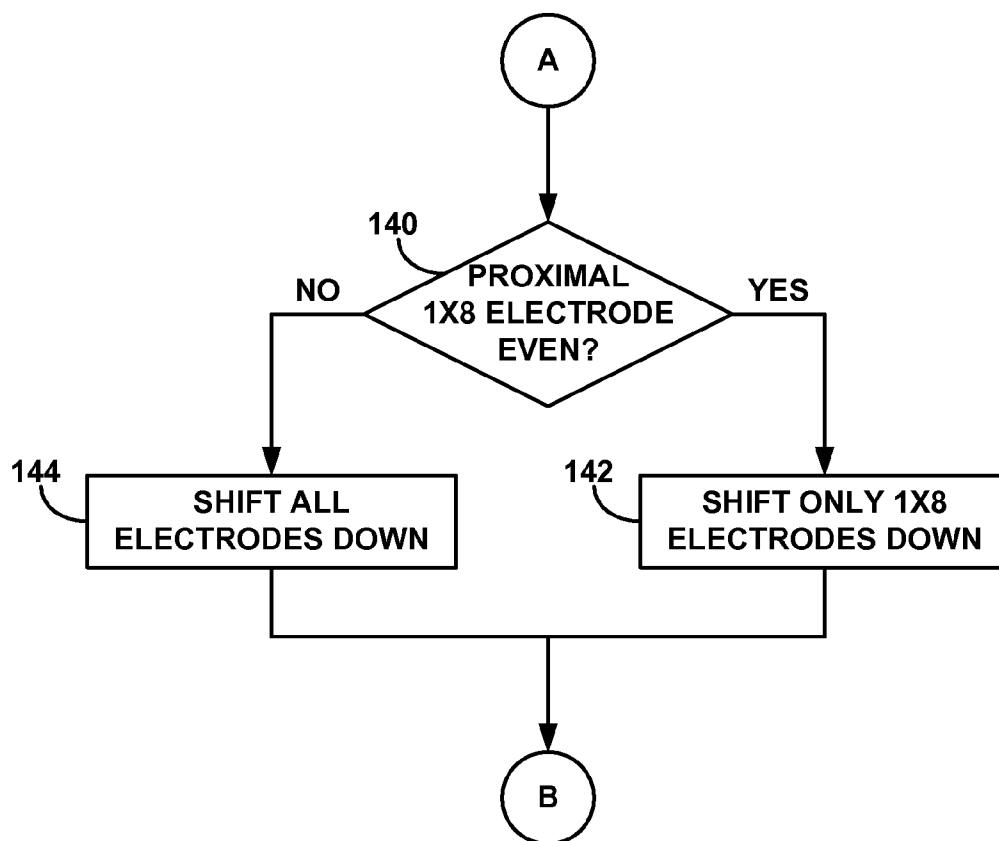 A
140
PROXIMAL
1X8 ELECTRODE
EVEN?
NO
YES
144
SHIFT ALL
ELECTRODES DOWN
142
SHIFT ONLY 1X8
ELECTRODES DOWN
B